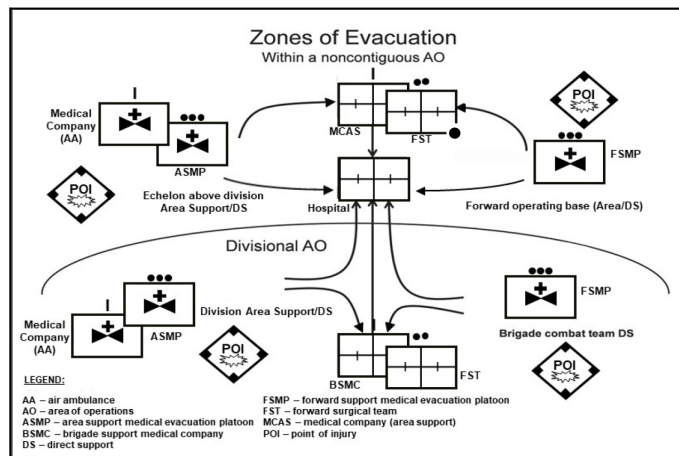 Zones of Evacuation
Within a noncontiguous AO
Medical
Company
(AA)
ASMP
MCAS
FST
POI
FSMP
POI
Echelon above division
Area Support/DS
Hospital
Forward operating base (Area/DS)
Divisional AO
Medical
Company
(AA)
ASMP
Division Area Support/DS
POI
FSMP
Brigade combat team DS
BSMC
FST
POI
LEGEND:
AA – air ambulance
AO – area of operations
ASMP – area support medical evacuation platoon
BSMC – brigade support medical company
DS – direct support
FSMP – forward support medical evacuation platoon
FST – forward surgical team
MCAS – medical company (area support)
POI – point of injury